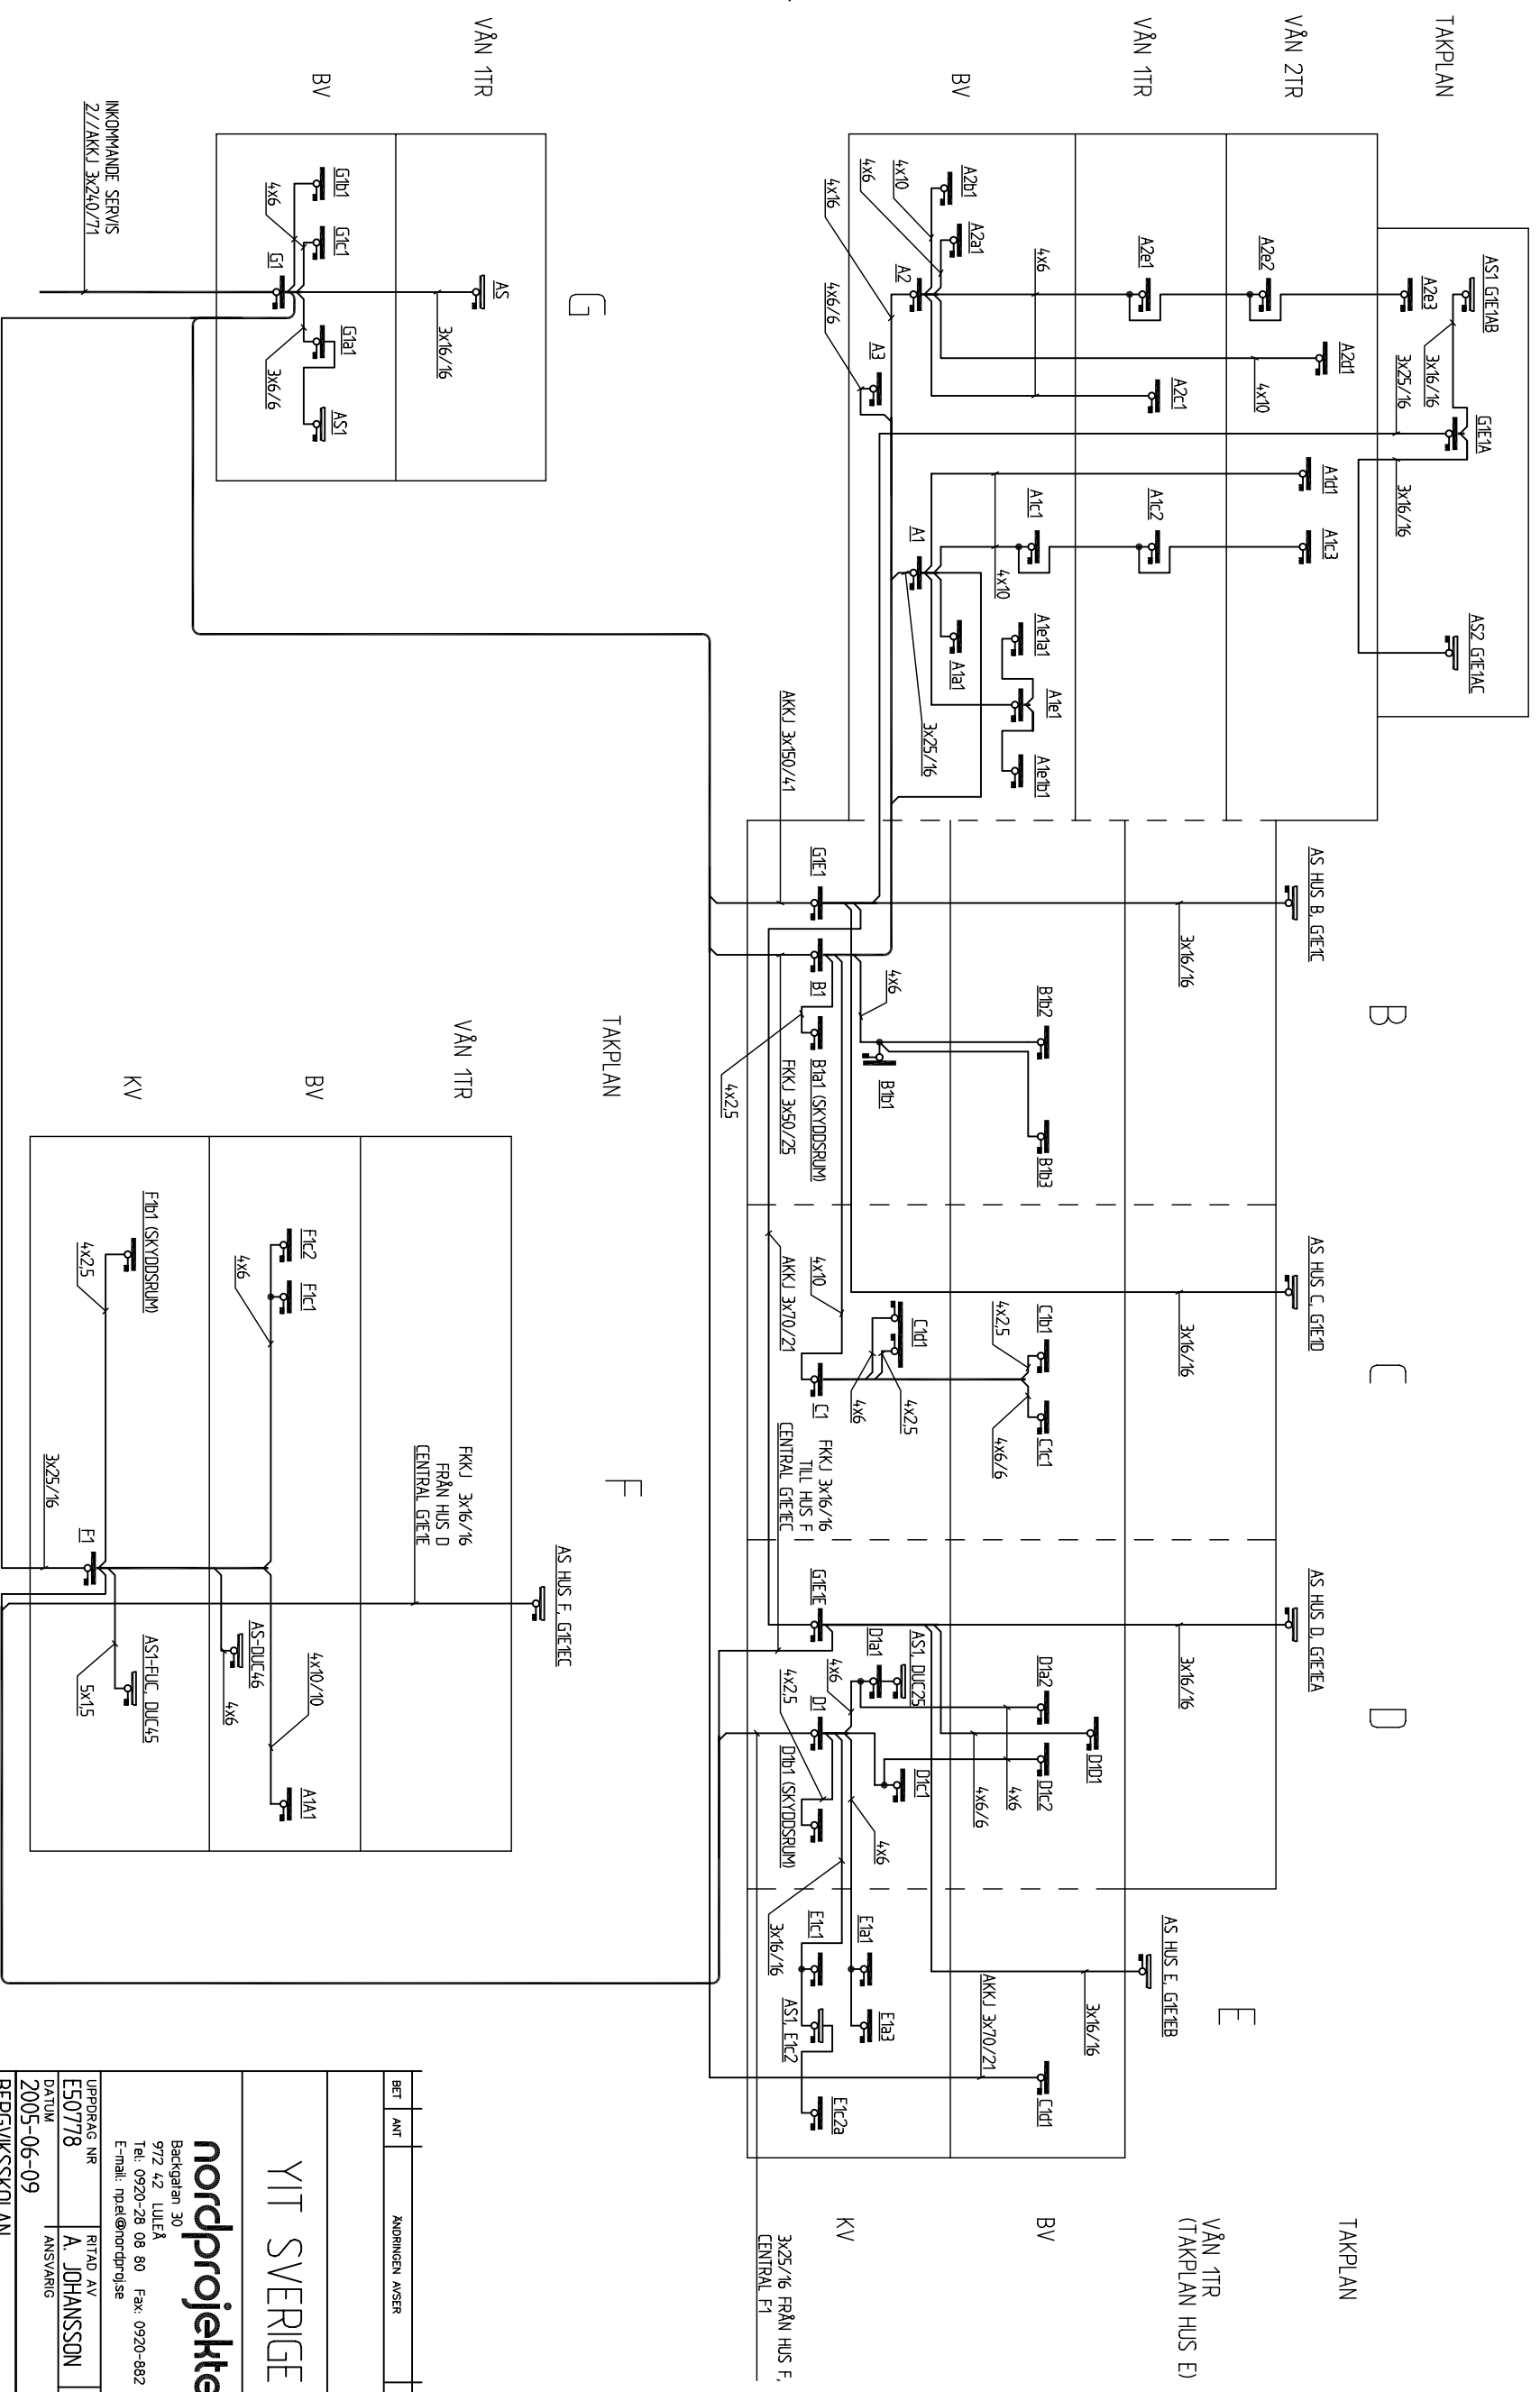 TAKPLAN
VÅN 2TR
VÅN 1TR
BV
AS1 G1E1AB
A2e3
3x16/16
3x25/16
G1E1A
3x16/16
AS2 G1E1AC
A2e2
A2d1
4x10
A1d1
A1c3
A2e1
A2c1
A1c2
A2b1
4x10
4x6
A2a1
4x6
A2
4x16
4x6/6
A3
A1c1
4x10
A1
A1a1
A1e1a1
A1e1
A1e1b1
3x25/16
AKKJ 3x150/41
VÅN 1TR
BV
G
AS
3x16/16
G1b1
4x6
G1c1
G1
G1a1
3x6/6
AS1
INKOMMANDE SERVIS
2//AKKJ 3x240/71
B
AS HUS B, G1E1C
3x16/16
G1E1
B1
4x6
B1b2
B1b1
B1b3
B1a1 (SKYDDSRUM)
FKKJ 3x50/25
4x2,5
C
AS HUS C, G1E1D
3x16/16
4x10
AKKJ 3x70/21
C1d1
C1b1
4x2,5
C1c1
4x6/6
4x2,5
4x6
C1
FKKJ 3x16/16
TILL HUS F
CENTRAL G1E1EC
D
AS HUS D, G1E1EA
3x16/16
G1E1E
AS1, DUC25
D1a1
4x6
4x2,5
D1
D1a2
D1D1
D1c2
4x6
4x6/6
D1c1
D1b1 (SKYDDSRUM)
4x6
3x16/16
E
AS HUS E, G1E1EB
3x16/16
AKKJ 3x70/21
E1a1
E1a3
E1c1
AS1, E1c2
E1c2a
C1d1
TAKPLAN
VÅN 1TR
(TAKPLAN HUS E)
BV
KV
3x25/16 FRÅN HUS F,
CENTRAL F1
TAKPLAN
VÅN 1TR
BV
KV
F
AS HUS F, G1E1EC
FKKJ 3x16/16
FRÅN HUS D
CENTRAL G1E1E
F1c2
F1c1
4x6
F1b1 (SKYDDSRUM)
4x2,5
3x25/16
F1
AS-DUC46
4x6
4x10/10
A1A1
AS1-FUC, DUC45
5x1,5
BET
ANT
ÄNDRINGEN AVSER
YIT SVERIGE
nordprojekte
Backgatan 30
972 42 LULEÅ
Tel: 0920-28 08 80 Fax: 0920-882
E-mail: np.el@nordproj.se
UPPDRAG NR
E50778
RITAD AV
A. JOHANSSON
DATUM
2005-06-09
ANSVARIG
BERGVIKSSKOLAN